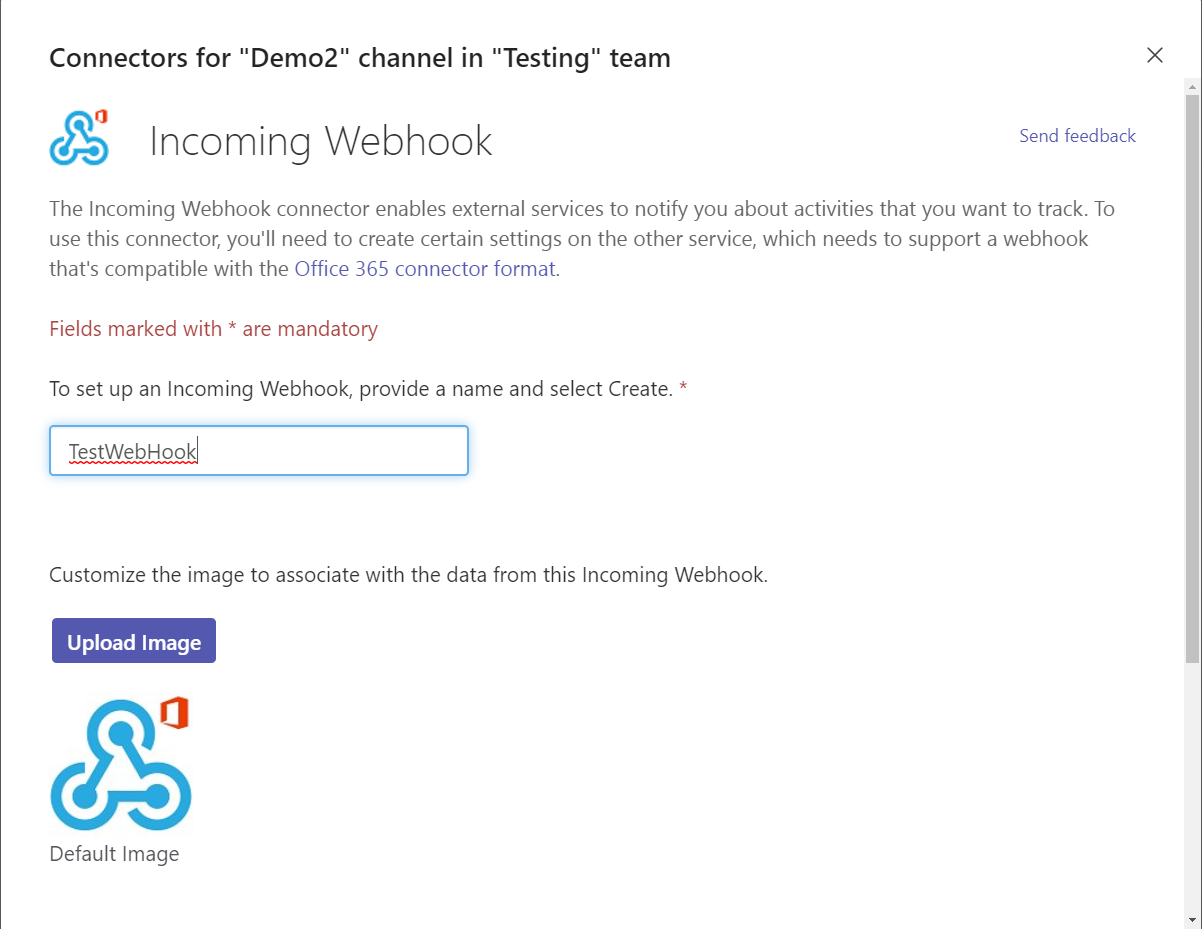 Connectors for "Demo2" channel in "Testing" team
Incoming Webhook
Send feedback
The Incoming Webhook connector enables external services to notify you about activities that you want to track. To
use this connector, you'll need to create certain settings on the other service, which needs to support a webhook
that's compatible with the Office 365 connector format.
Fields marked with * are mandatory
To set up an Incoming Webhook, provide a name and select Create. *
TestWebHook
Customize the image to associate with the data from this Incoming Webhook.
Upload Image
Default Image